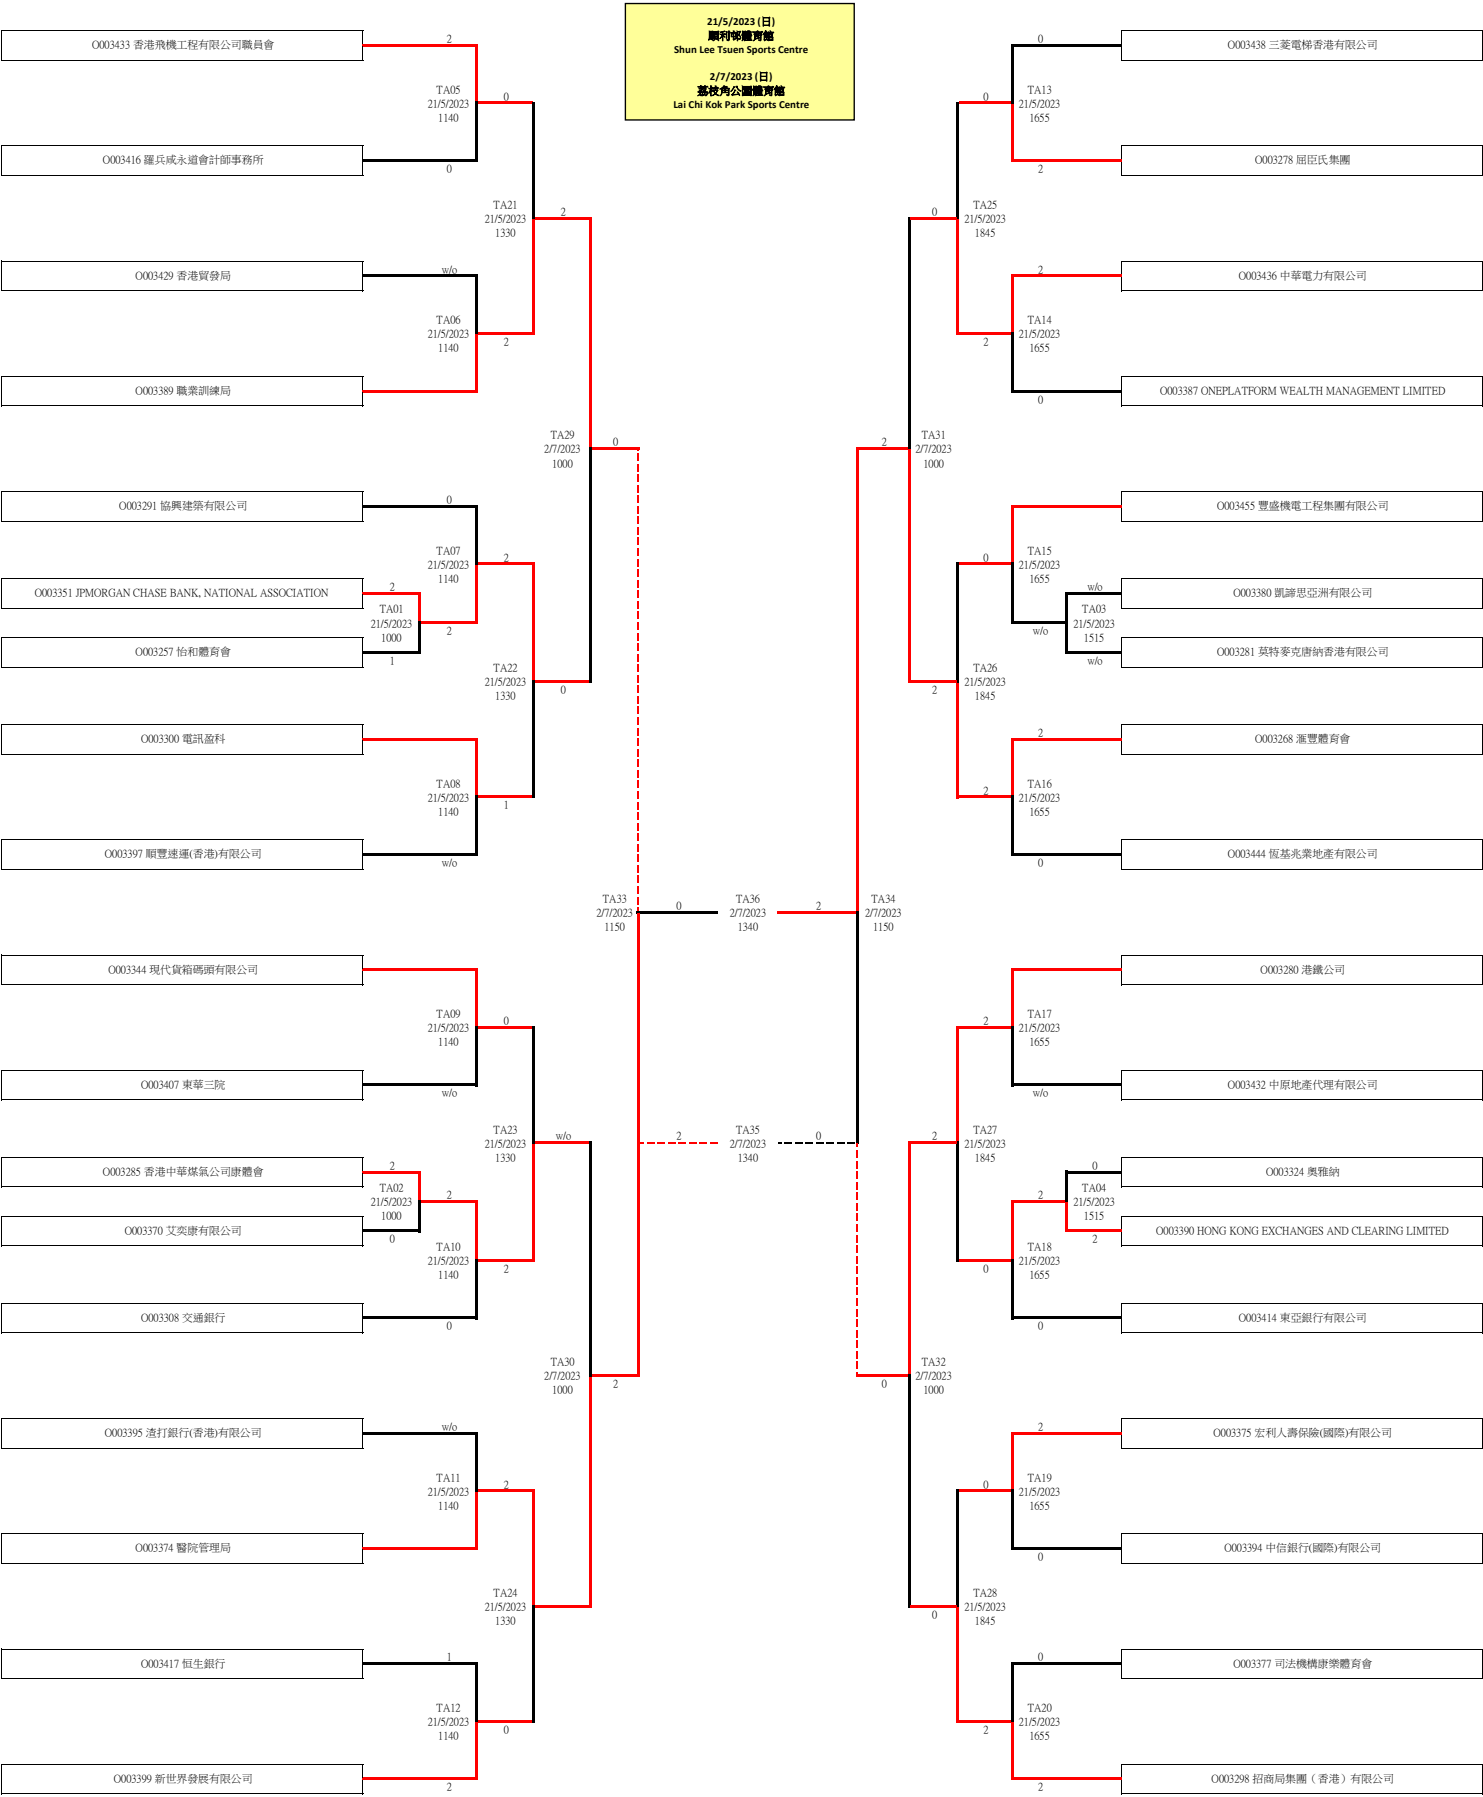 21/5/2023 (日)
順利邨體育館
Shun Lee Tsuen Sports Centre
2/7/2023 (日)
荔枝角公園體育館
Lai Chi Kok Park Sports Centre
O003433 香港飛機工程有限公司職員會
2
TA05
21/5/2023
1140
0
O003416 羅兵咸永道會計師事務所
0
TA21
21/5/2023
1330
2
O003429 香港貿發局
w/o
TA06
21/5/2023
1140
2
O003389 職業訓練局
TA29
2/7/2023
1000
0
O003291 協興建築有限公司
0
TA07
21/5/2023
1140
2
O003351 JPMORGAN CHASE BANK, NATIONAL ASSOCIATION
2
TA01
21/5/2023
1000
2
O003257 怡和體育會
1
TA22
21/5/2023
1330
0
O003300 電訊盈科
TA08
21/5/2023
1140
1
O003397 順豐速運(香港)有限公司
w/o
TA33
2/7/2023
1150
0
TA36
2/7/2023
1340
2
TA34
2/7/2023
1150
O003344 現代貨箱碼頭有限公司
TA09
21/5/2023
1140
0
O003407 東華三院
w/o
TA23
21/5/2023
1330
w/o
2
TA35
2/7/2023
1340
0
O003285 香港中華煤氣公司康體會
2
TA02
21/5/2023
1000
2
O003370 艾奕康有限公司
0
TA10
21/5/2023
1140
2
O003308 交通銀行
0
TA30
2/7/2023
1000
2
O003395 渣打銀行(香港)有限公司
w/o
TA11
21/5/2023
1140
2
O003374 醫院管理局
TA24
21/5/2023
1330
O003417 恒生銀行
1
TA12
21/5/2023
1140
0
O003399 新世界發展有限公司
2
0
O003438 三菱電梯香港有限公司
0
TA13
21/5/2023
1655
O003278 屈臣氏集團
2
0
TA25
21/5/2023
1845
2
O003436 中華電力有限公司
2
TA14
21/5/2023
1655
O003387 ONEPLATFORM WEALTH MANAGEMENT LIMITED
0
2
TA31
2/7/2023
1000
O003455 豐盛機電工程集團有限公司
0
TA15
21/5/2023
1655
w/o
O003380 凱諦思亞洲有限公司
w/o
TA03
21/5/2023
1515
O003281 莫特麥克唐納香港有限公司
w/o
2
TA26
21/5/2023
1845
2
O003268 滙豐體育會
2
TA16
21/5/2023
1655
O003444 恆基兆業地產有限公司
0
O003280 港鐵公司
2
TA17
21/5/2023
1655
O003432 中原地產代理有限公司
w/o
2
TA27
21/5/2023
1845
0
O003324 奧雅納
2
TA04
21/5/2023
1515
O003390 HONG KONG EXCHANGES AND CLEARING LIMITED
2
0
TA18
21/5/2023
1655
O003414 東亞銀行有限公司
0
0
TA32
2/7/2023
1000
2
O003375 宏利人壽保險(國際)有限公司
0
TA19
21/5/2023
1655
O003394 中信銀行(國際)有限公司
0
0
TA28
21/5/2023
1845
0
O003377 司法機構康樂體育會
2
TA20
21/5/2023
1655
O003298 招商局集團（香港）有限公司
2